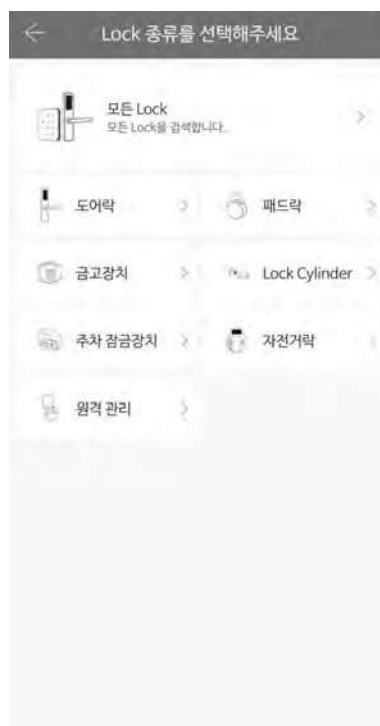 Lock 종류를 선택해주세요
모든 Lock
모든 Lock을 검색합니다.
도어락
패드락
금고장치
Lock Cylinder
주차 잠금장치
자전거락
원격 관리